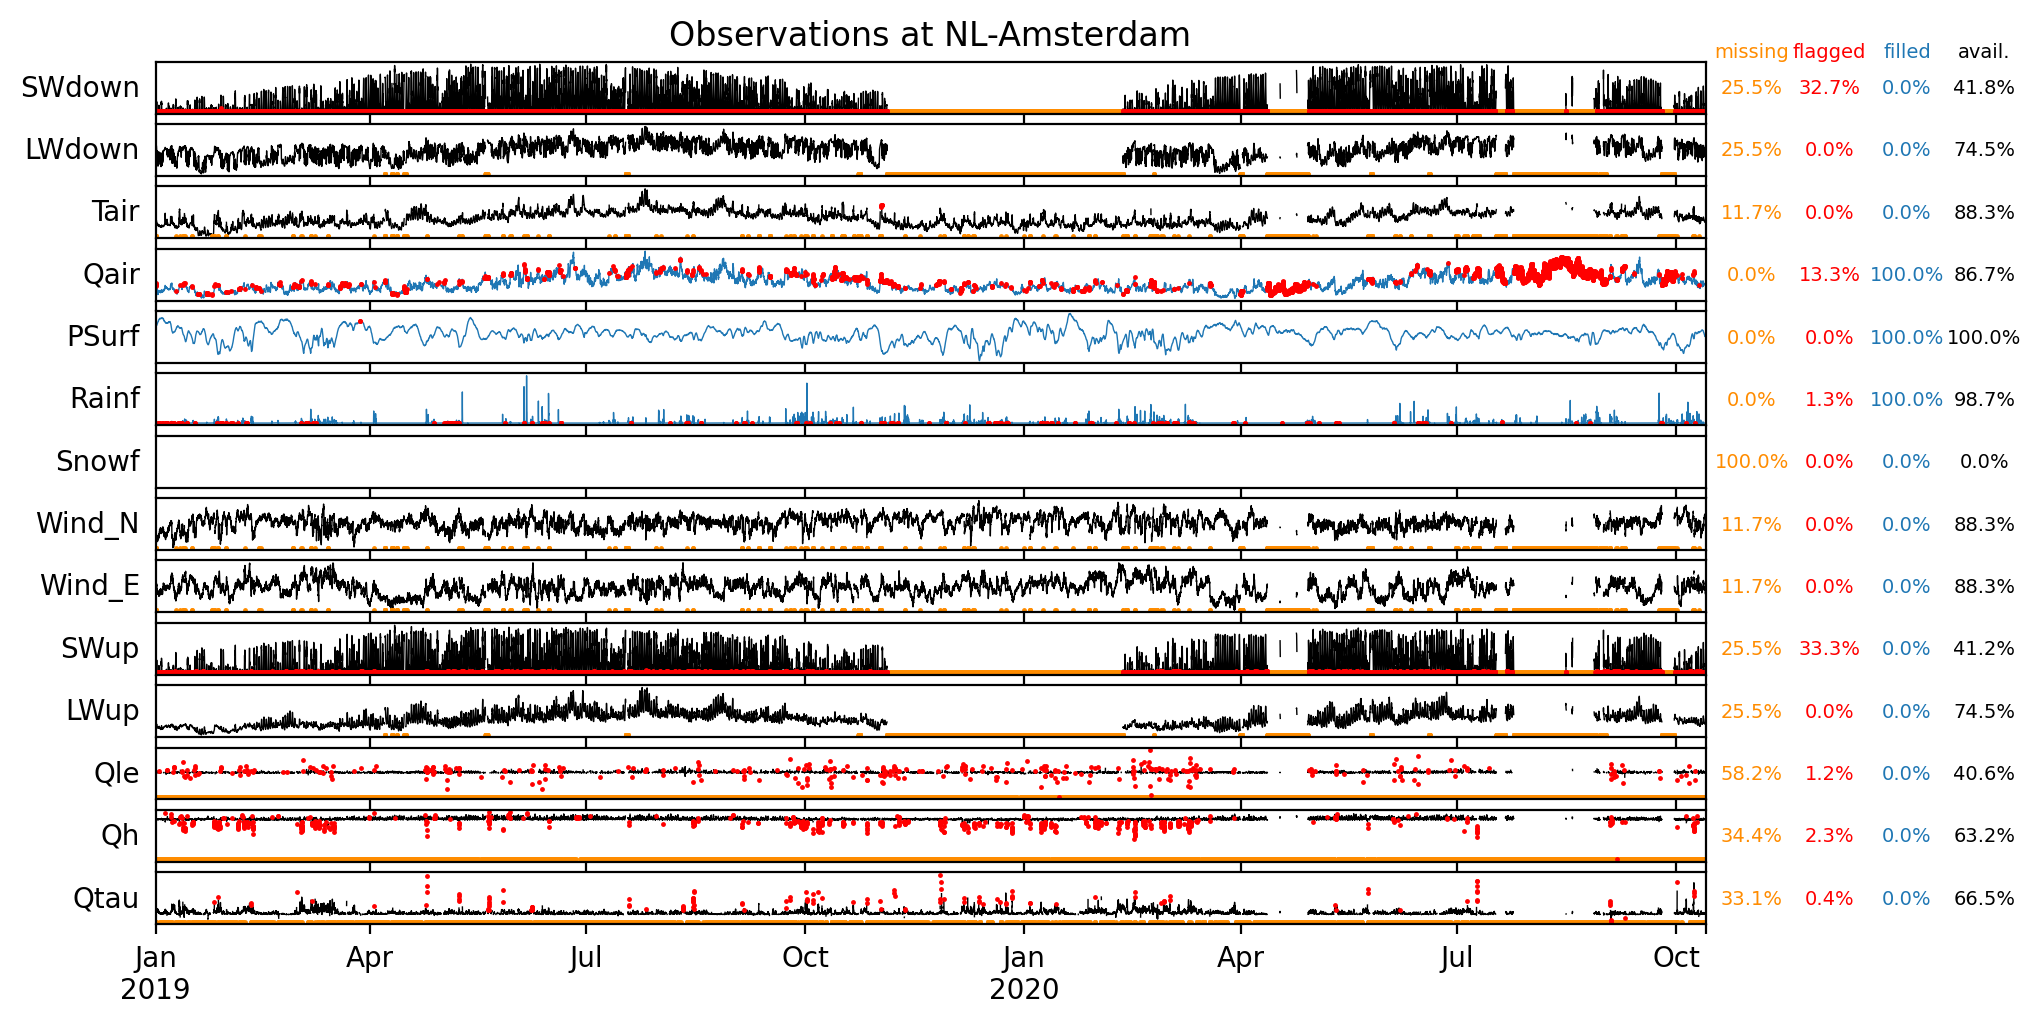 Observations at NL-Amsterdam
missing flagged filled avail.
SWdown 25.5% 32.7% 0.0% 41.8%
LWdown 25.5% 0.0% 0.0% 74.5%
Tair 11.7% 0.0% 0.0% 88.3%
Qair 0.0% 13.3% 100.0% 86.7%
PSurf 0.0% 0.0% 100.0% 100.0%
Rainf 0.0% 1.3% 100.0% 98.7%
Snowf 100.0% 0.0% 0.0% 0.0%
Wind_N 11.7% 0.0% 0.0% 88.3%
Wind_E 11.7% 0.0% 0.0% 88.3%
SWup 25.5% 33.3% 0.0% 41.2%
LWup 25.5% 0.0% 0.0% 74.5%
Qle 58.2% 1.2% 0.0% 40.6%
Qh 34.4% 2.3% 0.0% 63.2%
Qtau 33.1% 0.4% 0.0% 66.5%
Jan Apr Jul Oct Jan Apr Jul Oct
2019 2020